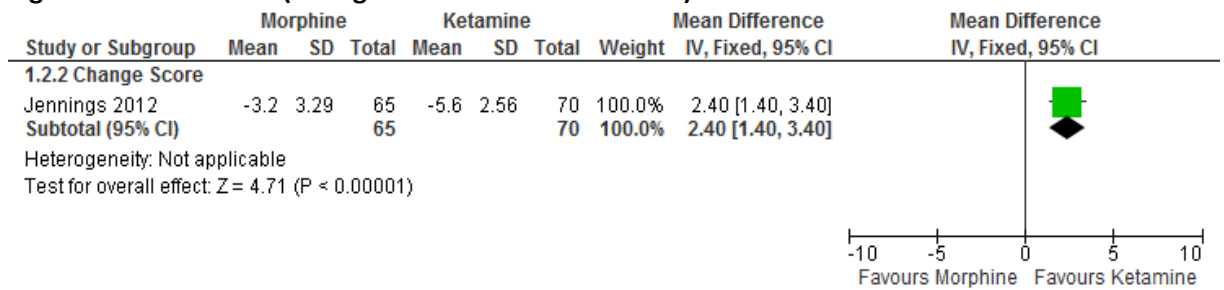 Morphine Ketamine Mean Difference Mean Difference
Study or Subgroup Mean SD Total Mean SD Total Weight IV, Fixed, 95% CI IV, Fixed, 95% CI
1.2.2 Change Score
Jennings 2012 -3.2 3.29 65 -5.6 2.56 70 100.0% 2.40 [1.40, 3.40]
Subtotal (95% CI) 65 70 100.0% 2.40 [1.40, 3.40]
Heterogeneity: Not applicable
Test for overall effect: Z = 4.71 (P < 0.00001)
-10 -5 0 5 10
Favours Morphine Favours Ketamine